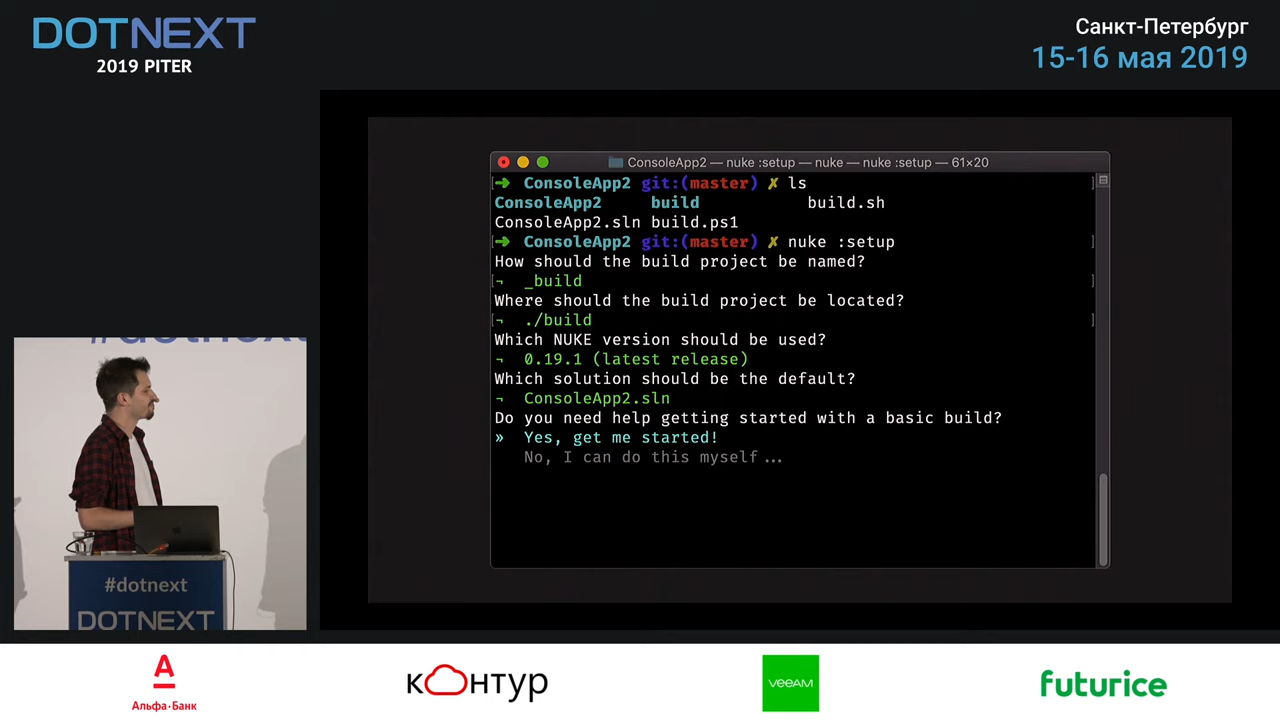 DOTNEXT
2019 PITER
Санкт-Петербург
15-16 мая 2019
ConsoleApp2 — nuke :setup — nuke — nuke :setup — 61×20
[➜ ConsoleApp2 git:(master) ✗ ls ]
ConsoleApp2 build build.sh
ConsoleApp2.sln build.ps1
[➜ ConsoleApp2 git:(master) ✗ nuke :setup ]
How should the build project be named?
[¬ _build ]
Where should the build project be located?
[¬ ./build ]
Which NUKE version should be used?
¬ 0.19.1 (latest release)
Which solution should be the default?
¬ ConsoleApp2.sln
Do you need help getting started with a basic build?
» Yes, get me started!
No, I can do this myself...
#dotnext
#dotnext
DOTNEXT
Альфа·Банк
контур
veeam
futurice